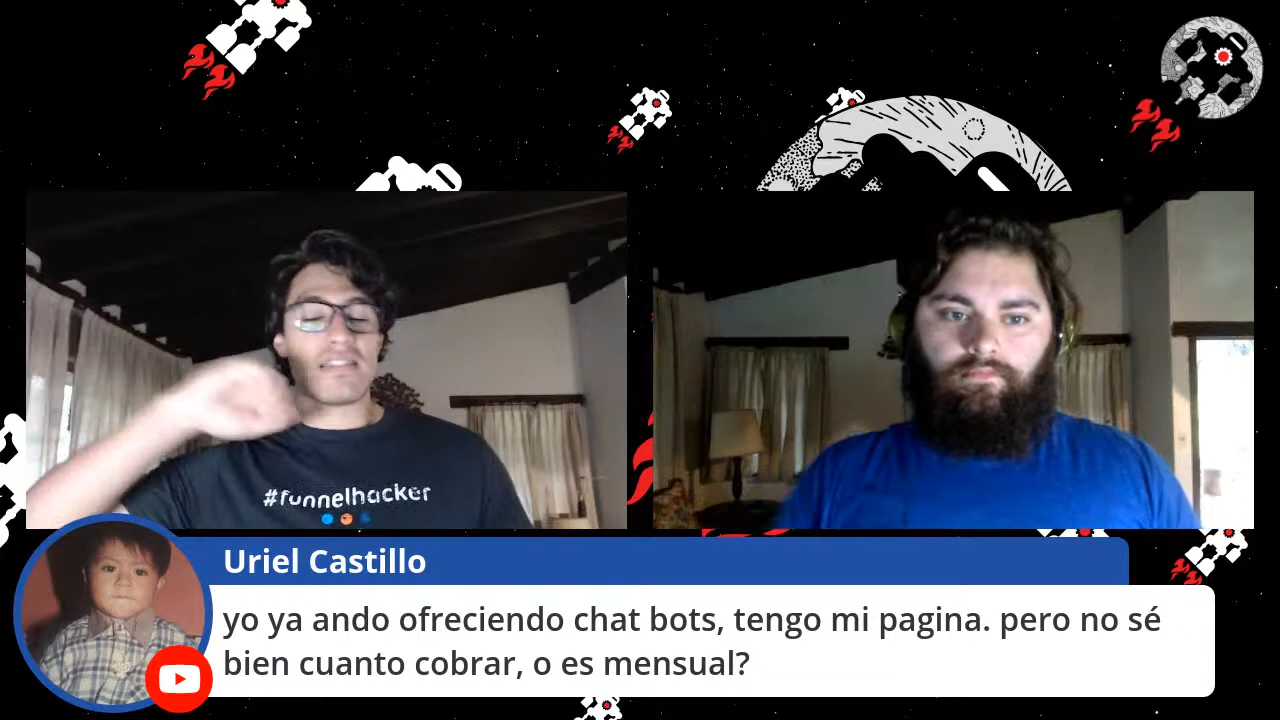 #funnelhacker
Uriel Castillo
yo ya ando ofreciendo chat bots, tengo mi pagina. pero no sé
bien cuanto cobrar, o es mensual?